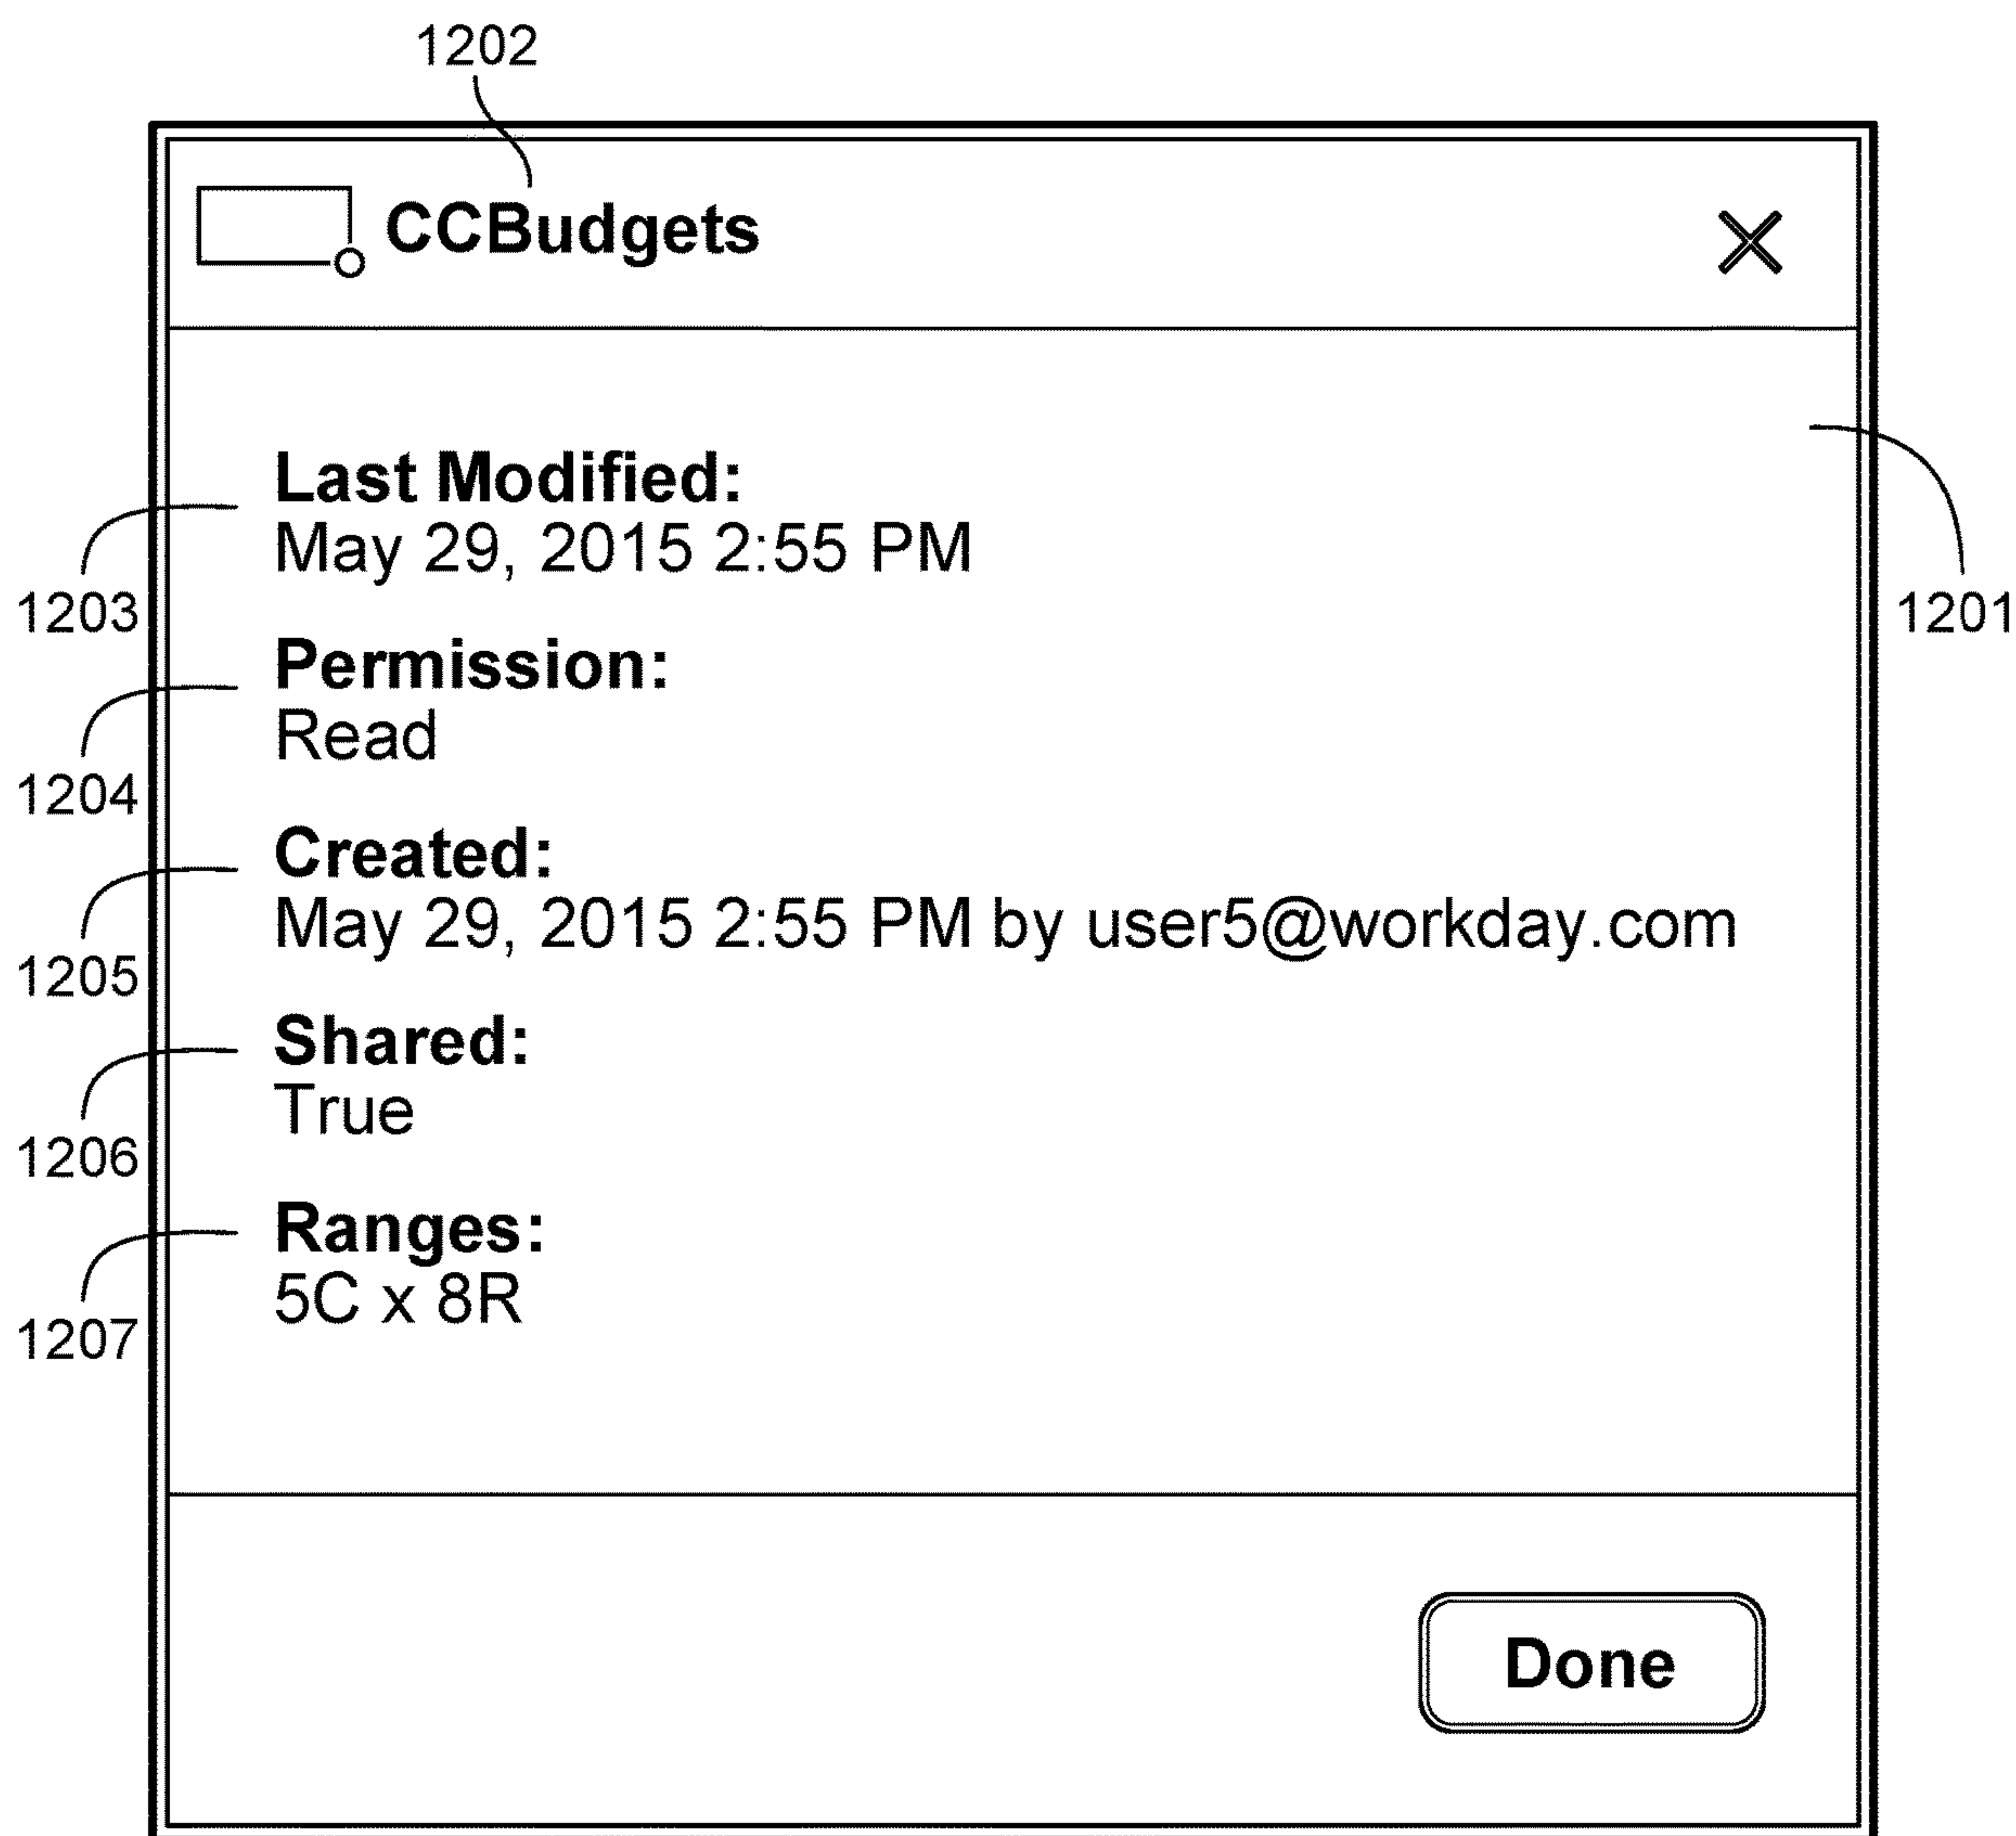 1202
CCBudgets
Last Modified:
May 29, 2015 2:55 PM
1203
1201
Permission:
Read
1204
Created:
May 29, 2015 2:55 PM by user5@workday.com
1205
Shared:
True
1206
Ranges:
5C x 8R
1207
Done